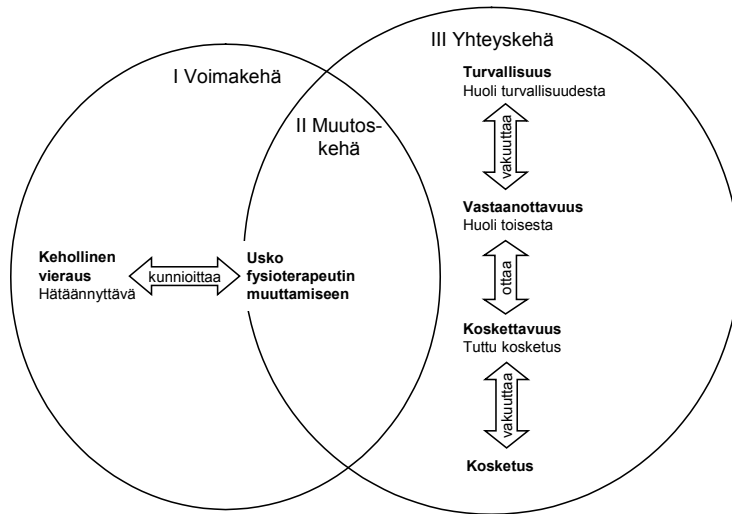 I Voimakehä
II Muutos-
kehä
III Yhteyskehä
Turvallisuus
Huoli turvallisuudesta
vakuuttaa
Vastaanottavuus
Huoli toisesta
ottaa
Koskettavuus
Tuttu kosketus
vakuuttaa
Kosketus
Kehollinen
vieraus
Hätäännyttävä
kunnioittaa
Usko
fysioterapeutin
muuttamiseen